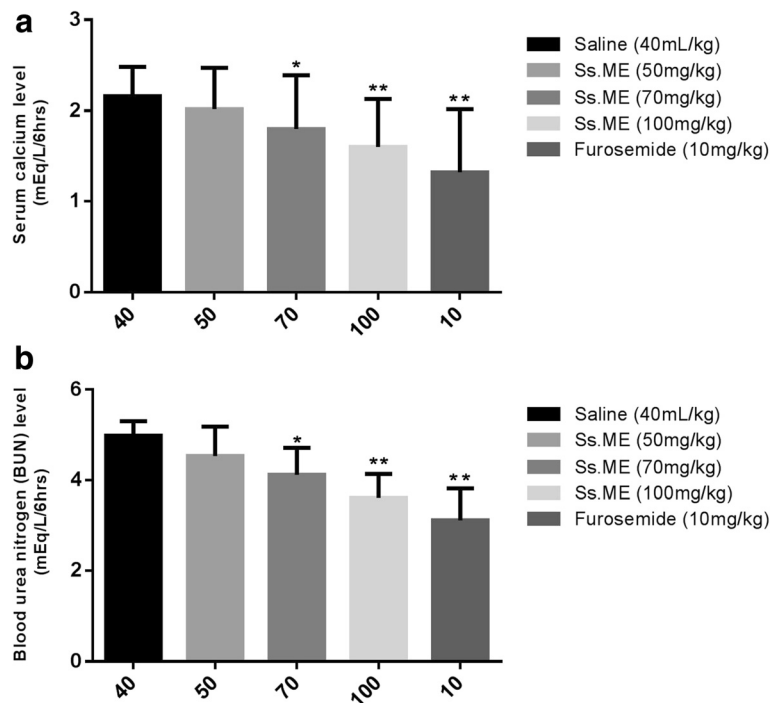 a
Serum calcium level
(mEq/L/6hrs)
3
2
1
0
*
**
**
40
50
70
100
10
Saline (40mL/kg)
Ss.ME (50mg/kg)
Ss.ME (70mg/kg)
Ss.ME (100mg/kg)
Furosemide (10mg/kg)
b
Blood urea nitrogen (BUN) level
(mEq/L/6hrs)
6
4
2
0
*
**
**
40
50
70
100
10
Saline (40mL/kg)
Ss.ME (50mg/kg)
Ss.ME (70mg/kg)
Ss.ME (100mg/kg)
Furosemide (10mg/kg)